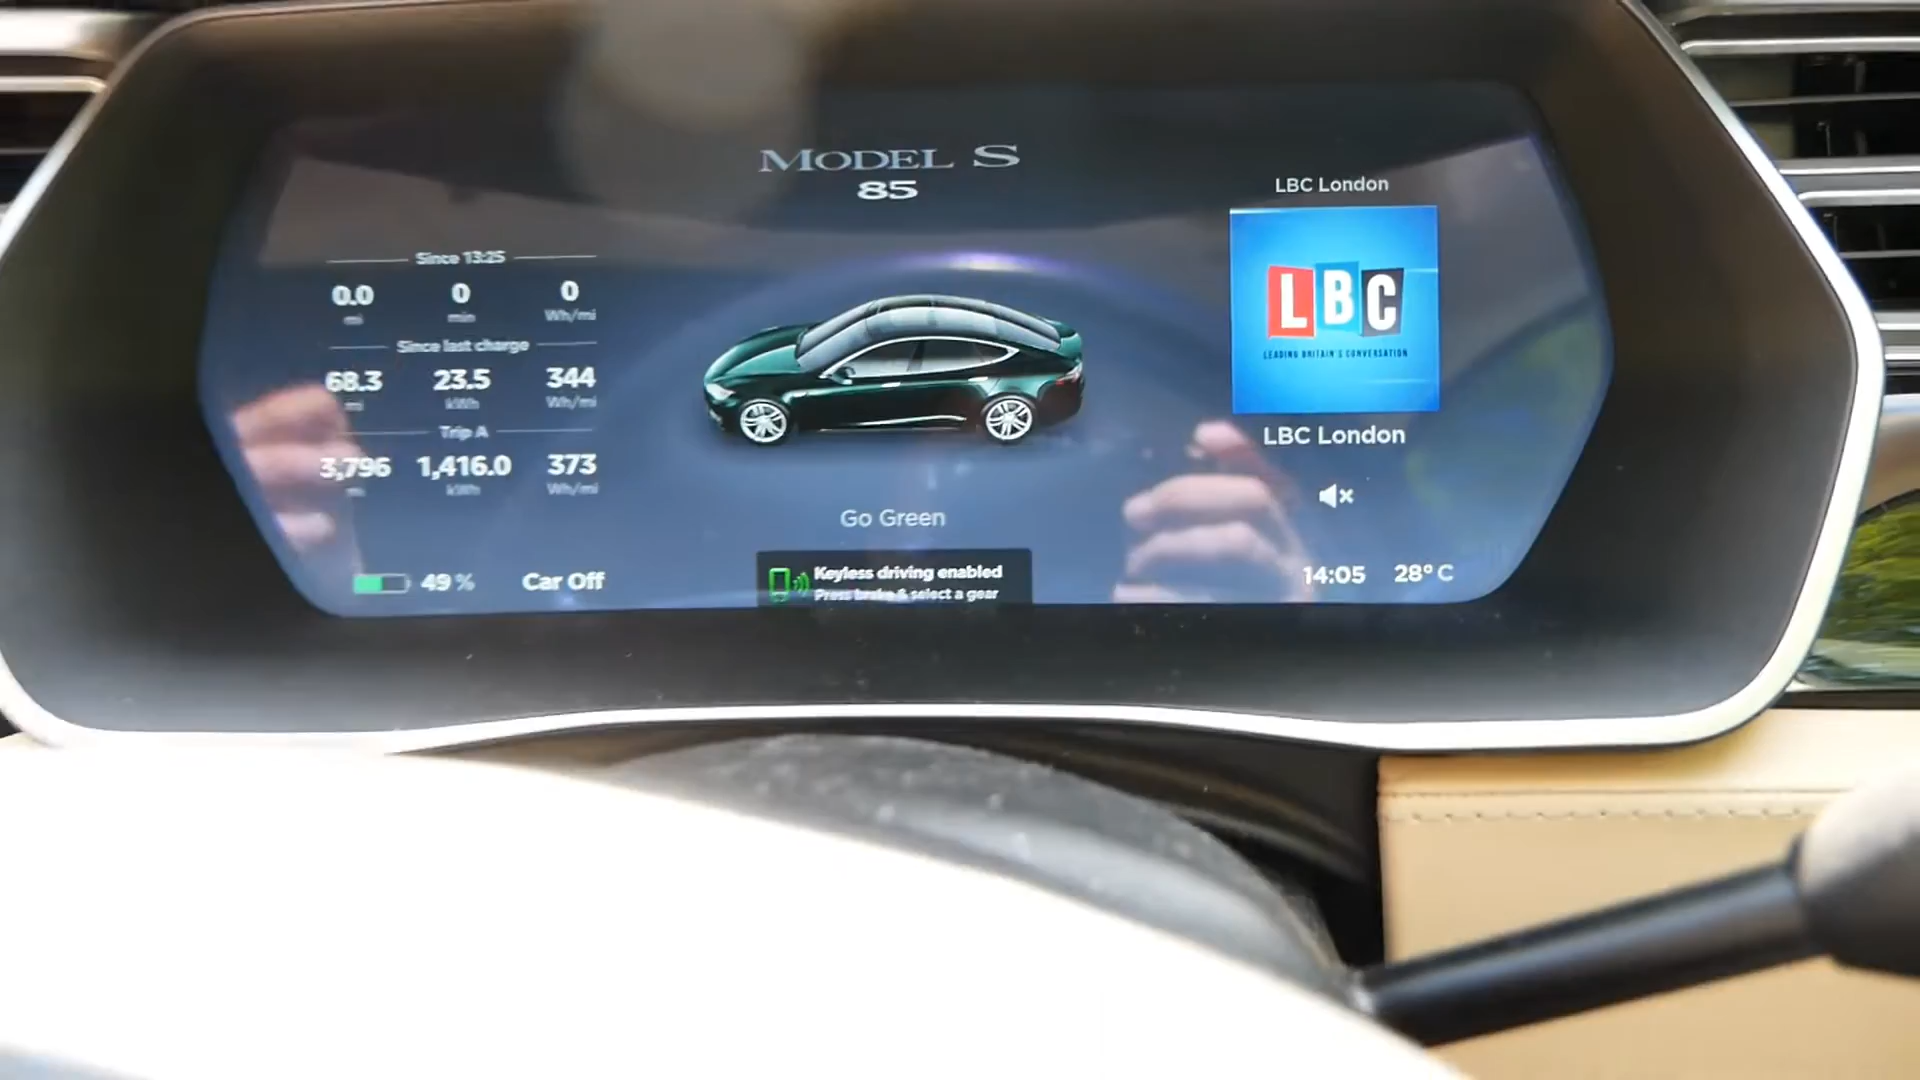 MODEL S
85
Since 13:25
0.0 0 0
mi min Wh/mi
Since last charge
68.3 23.5 344
mi kWh Wh/mi
Trip A
3,796 1,416.0 373
mi kWh Wh/mi
49 % Car Off
Go Green
Keyless driving enabled
Press brake & select a gear
LBC London
LBC
LEADING BRITAIN'S CONVERSATION
LBC London
14:05 28° C